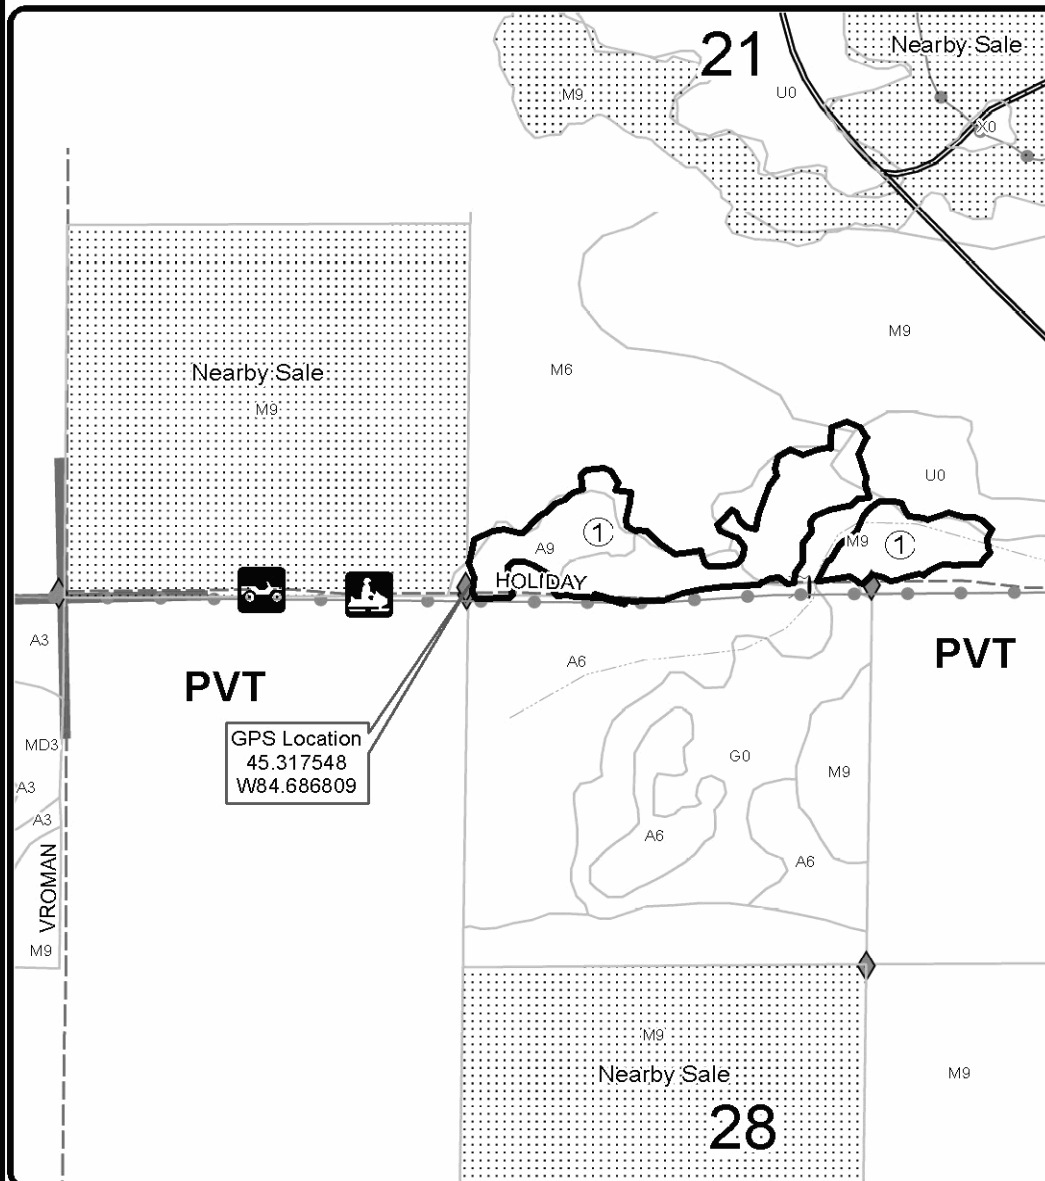 21
Nearby Sale
M9
U0
X0
M9
Nearby Sale
M6
M9
U0
A9
1
M9
1
HOLIDAY
A3
A6
PVT
PVT
GPS Location
45.317548
W84.686809
MD3
G0
M9
A3
A3
A6
A6
VROMAN
M9
M9
Nearby Sale
M9
28